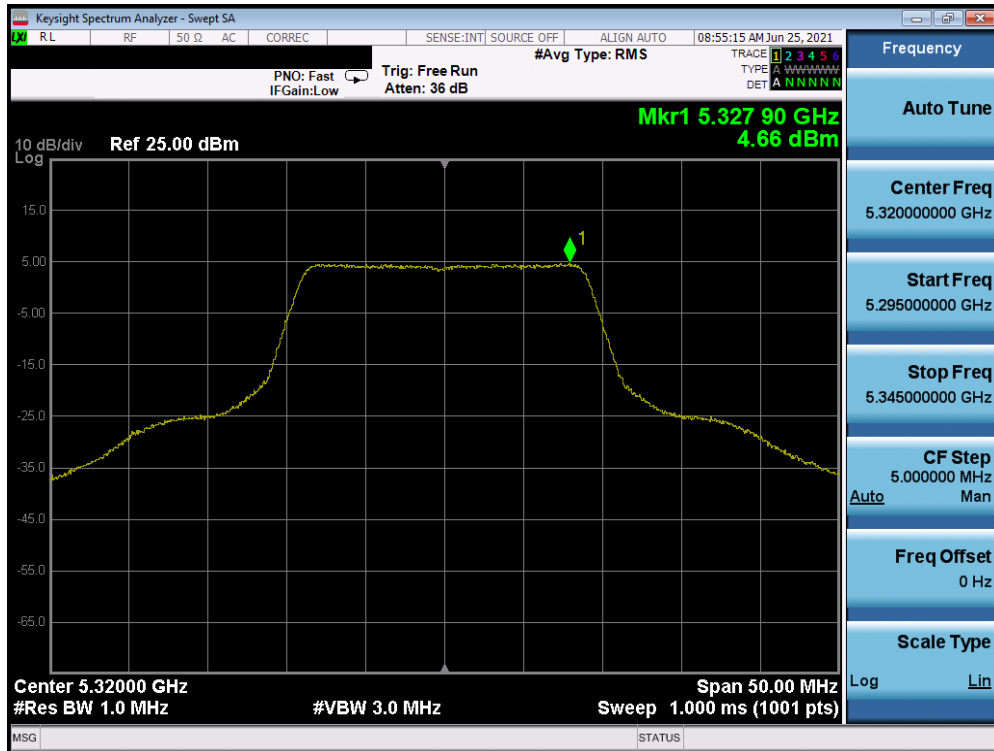 Keysight Spectrum Analyzer - Swept SA
LXI RL RF 50 Ω AC CORREC SENSE:INT SOURCE OFF ALIGN AUTO 08:55:15 AM Jun 25, 2021
#Avg Type: RMS
TRACE 1 2 3 4 5 6
TYPE A WWWWW
DET A N N N N N
PNO: Fast
IFGain:Low
Trig: Free Run
Atten: 36 dB
Mkr1 5.327 90 GHz
4.66 dBm
10 dB/div
Log
Ref 25.00 dBm
1
15.0
5.00
-5.00
-15.0
-25.0
-35.0
-45.0
-55.0
-65.0
Center 5.32000 GHz
Span 50.00 MHz
#Res BW 1.0 MHz
#VBW 3.0 MHz
Sweep 1.000 ms (1001 pts)
MSG
STATUS
Frequency
Auto Tune
Center Freq
5.320000000 GHz
Start Freq
5.295000000 GHz
Stop Freq
5.345000000 GHz
CF Step
5.000000 MHz
Auto Man
Freq Offset
0 Hz
Scale Type
Log Lin